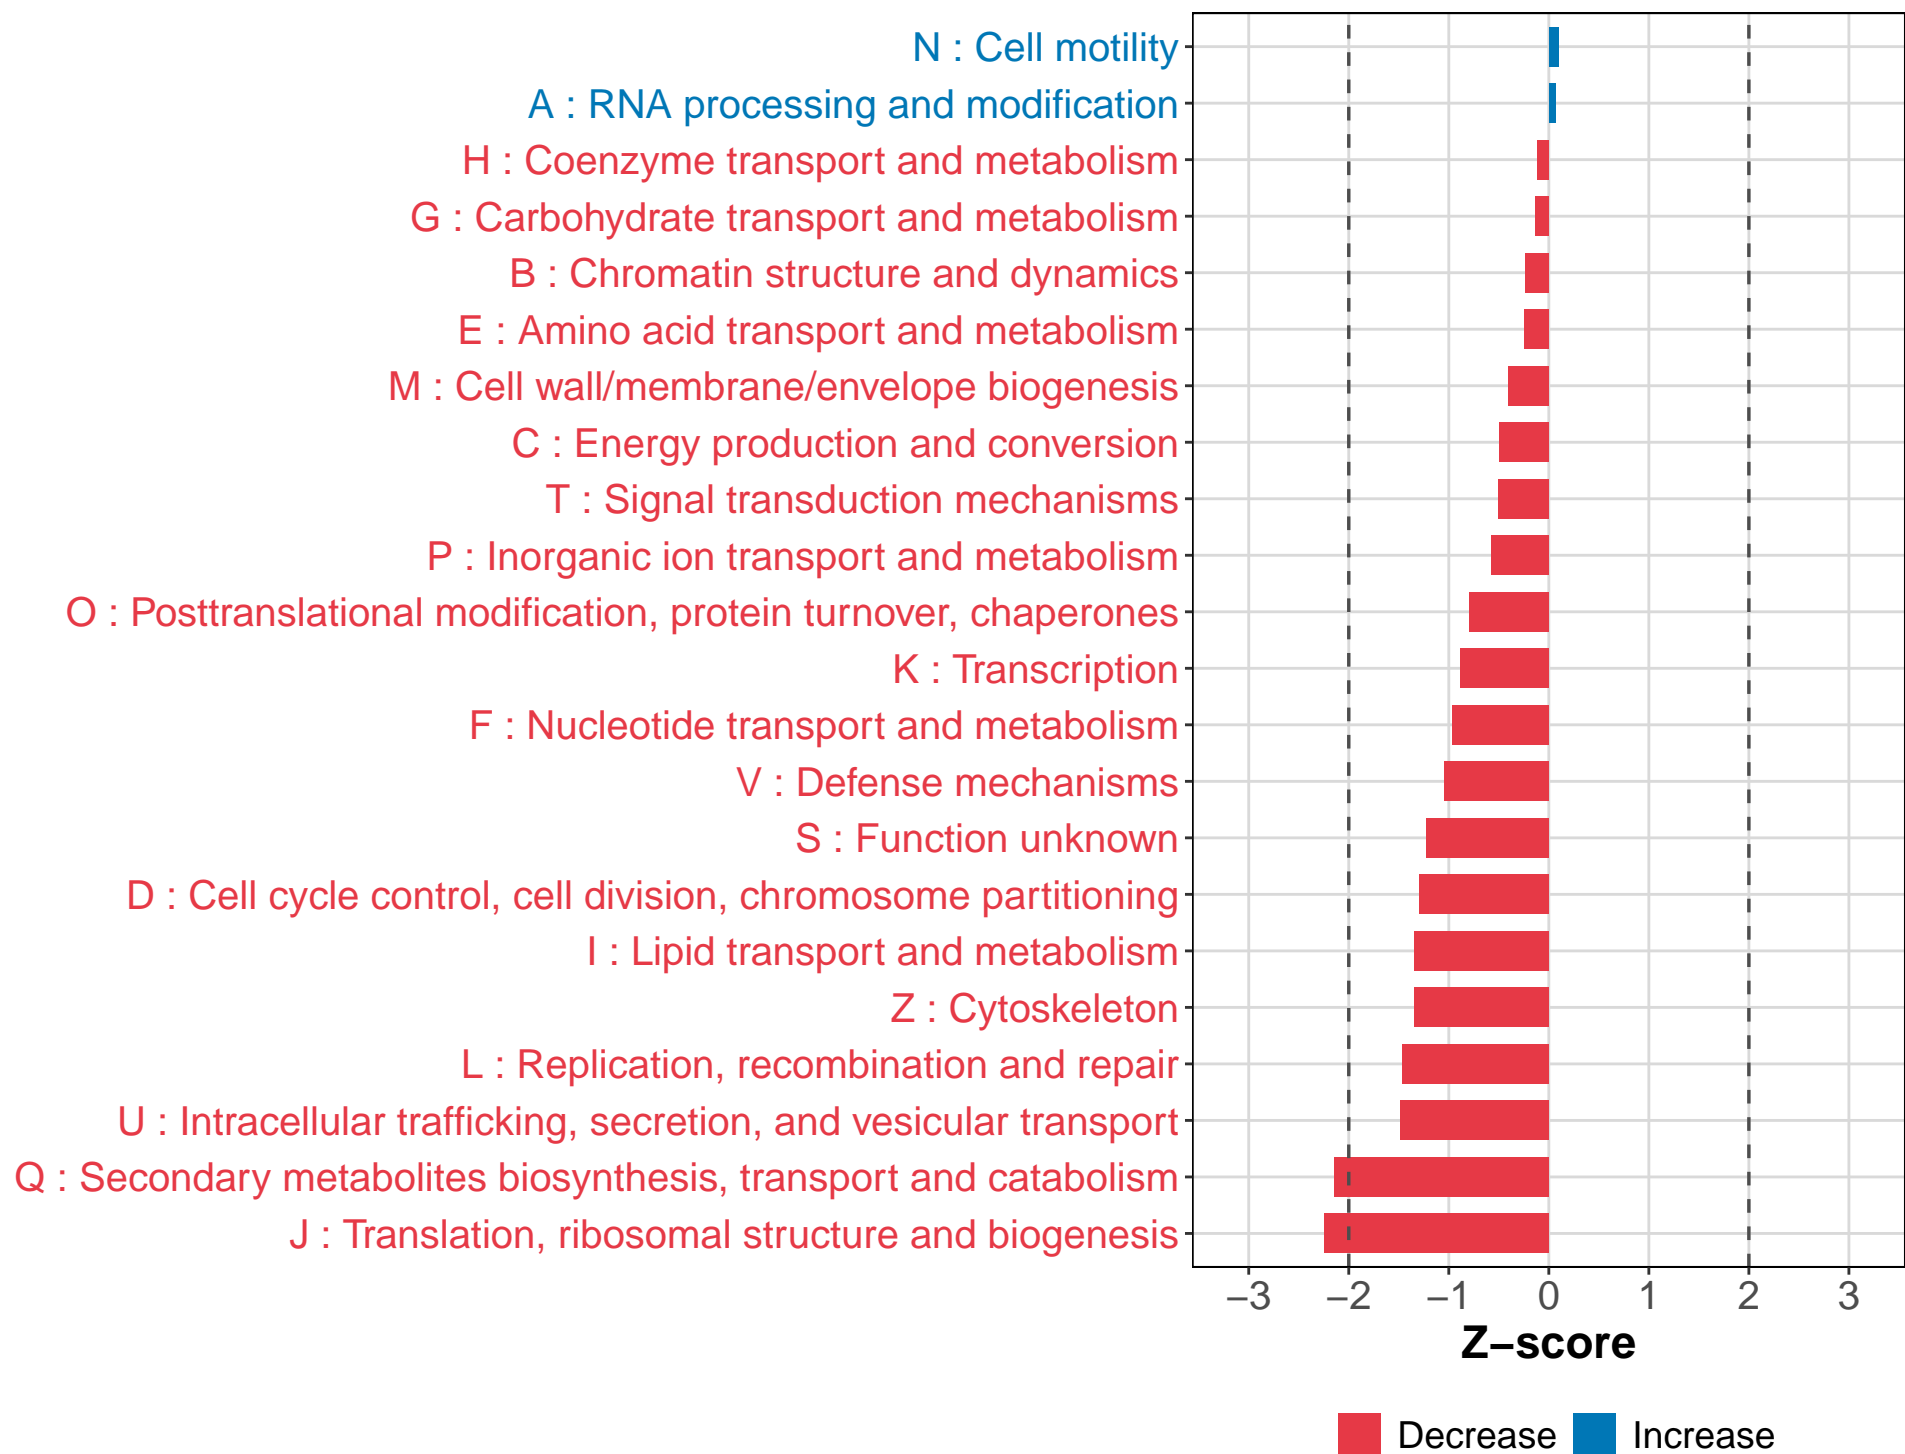 N : Cell motility
A : RNA processing and modification
H : Coenzyme transport and metabolism
G : Carbohydrate transport and metabolism
B : Chromatin structure and dynamics
E : Amino acid transport and metabolism
M : Cell wall/membrane/envelope biogenesis
C : Energy production and conversion
T : Signal transduction mechanisms
P : Inorganic ion transport and metabolism
O : Posttranslational modification, protein turnover, chaperones
K : Transcription
F : Nucleotide transport and metabolism
V : Defense mechanisms
S : Function unknown
D : Cell cycle control, cell division, chromosome partitioning
I : Lipid transport and metabolism
Z : Cytoskeleton
L : Replication, recombination and repair
U : Intracellular trafficking, secretion, and vesicular transport
Q : Secondary metabolites biosynthesis, transport and catabolism
J : Translation, ribosomal structure and biogenesis
−3 −2 −1 0 1 2 3
Z−score
Decrease Increase